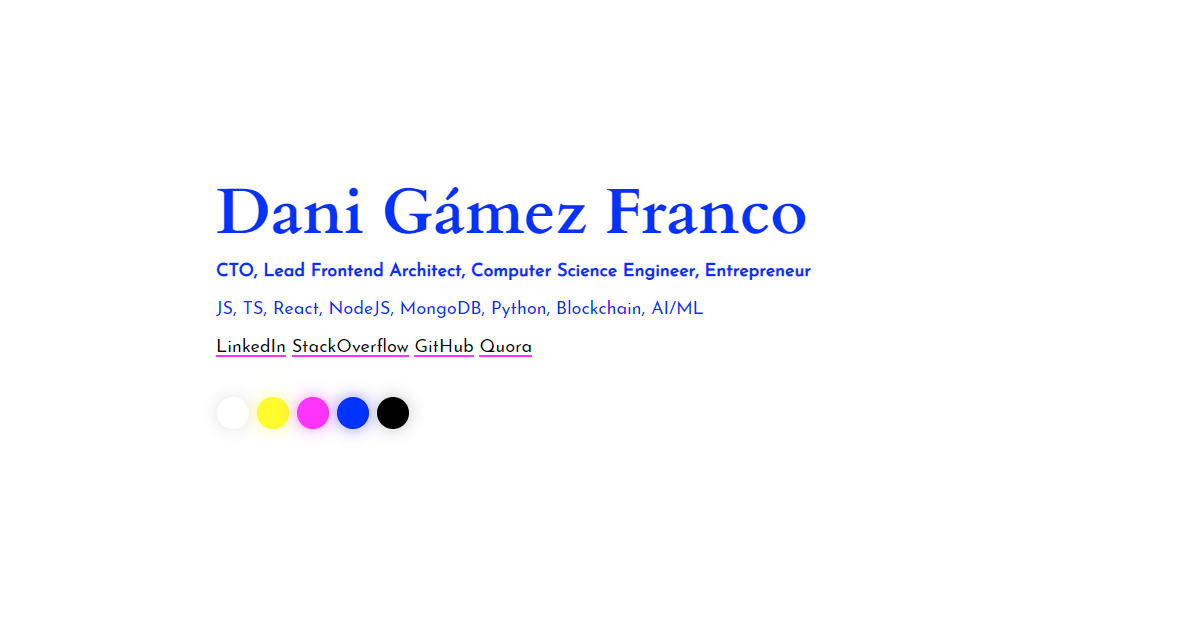 Dani Gámez Franco
CTO, Lead Frontend Architect, Computer Science Engineer, Entrepreneur
JS, TS, React, NodeJS, MongoDB, Python, Blockchain, AI/ML
LinkedIn StackOverflow GitHub Quora